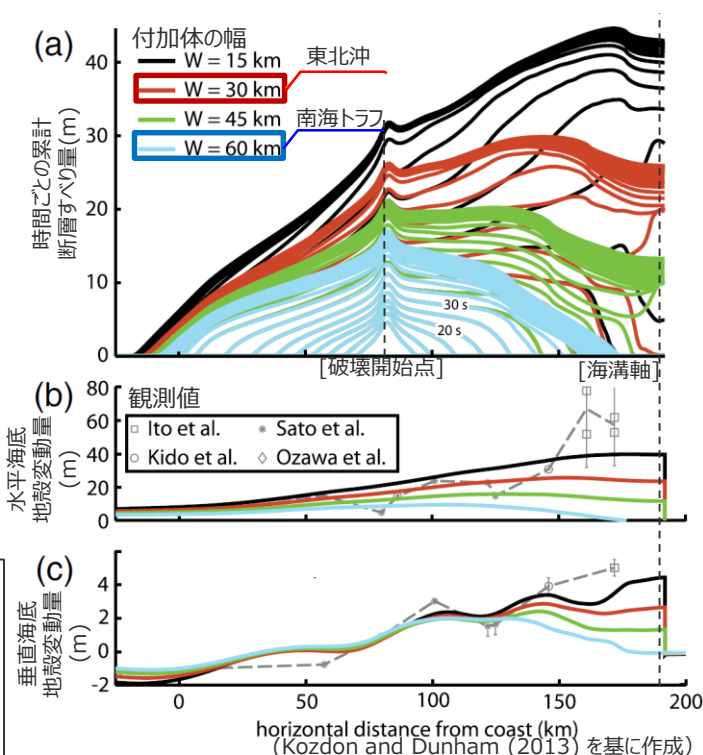 (a)
付加体の幅
W = 15 km
W = 30 km
W = 45 km
W = 60 km
東北沖
南海トラフ
時間ごとの累計
断層すべり量(m)
40
30
20
10
0
30 s
20 s
[破壊開始点]
[海溝軸]
(b)
観測値
Ito et al.
Sato et al.
Kido et al.
Ozawa et al.
水平海底
地殻変動量
(m)
80
60
40
20
0
(c)
垂直海底
地殻変動量
(m)
4
2
0
-2
0
50
100
150
200
horizontal distance from coast (km)
(Kozdon and Dunham (2013) を基に作成)